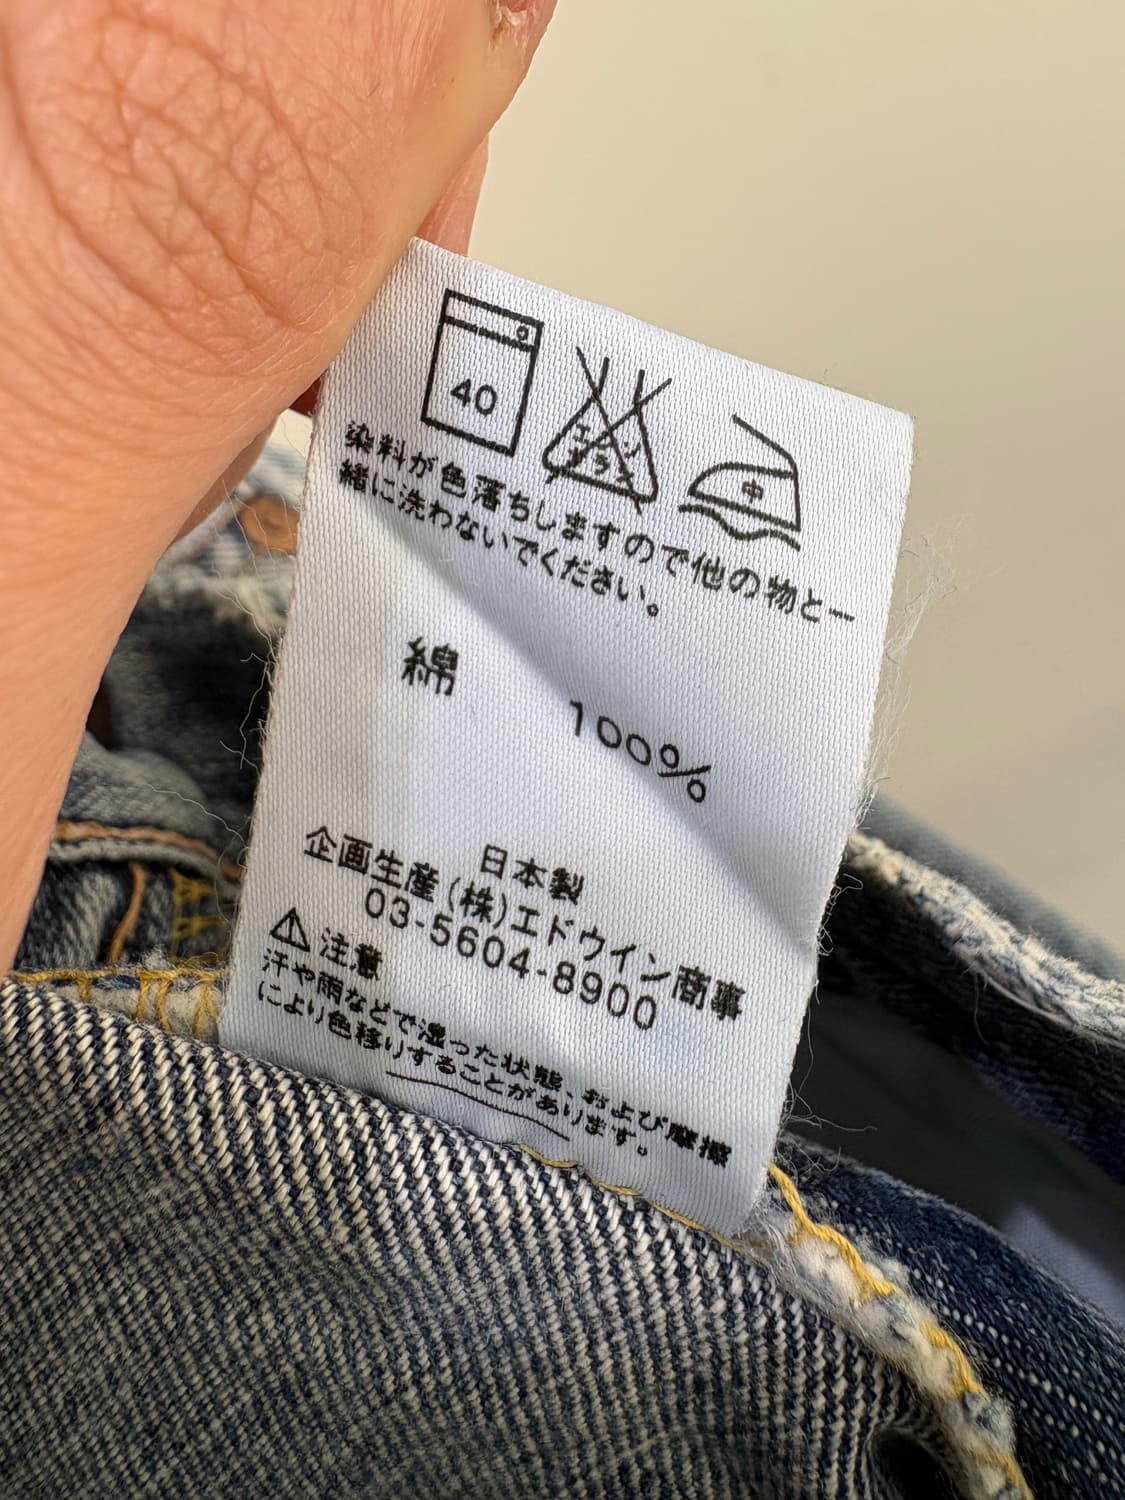 40
エンソ
サラシ
中
染料が色落ちしますので他の物と一
緒に洗わないでください。
綿 100%
日本製
企画生産(株)エドウイン商事
03-5604-8900
注意
汗や雨などで湿った状態、および摩擦
により色移りすることがあります。